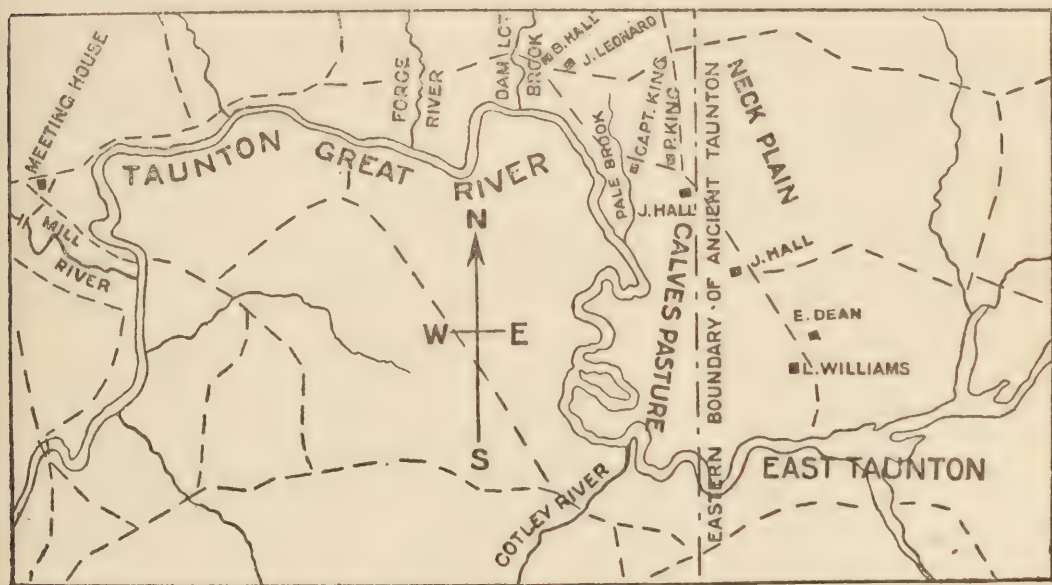 MEETING HOUSE
MILL
RIVER
TAUNTON GREAT RIVER
FORGE
RIVER
DAM LOT
BROOK
B. HALL
J. LEONARD
PALE BROOK
CAPT. KING
P. KING
J. HALL
CALVES PASTURE
EASTERN BOUNDARY OF ANCIENT TAUNTON
NECK PLAIN
J. HALL
E. DEAN
L. WILLIAMS
N
W E
S
COTLEY RIVER
EAST TAUNTON